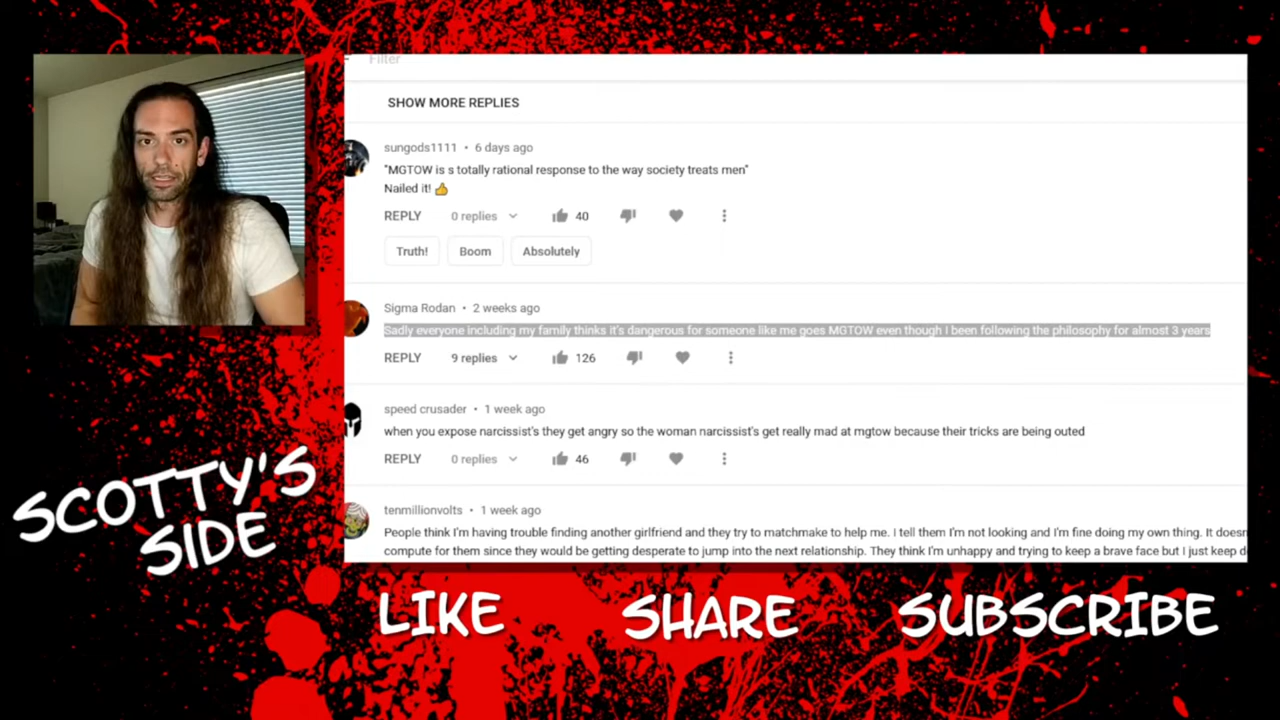 Filter
SHOW MORE REPLIES
sungods1111 • 6 days ago
"MGTOW is s totally rational response to the way society treats men"
Nailed it! 👍
REPLY 0 replies 40
Truth! Boom Absolutely
Sigma Rodan • 2 weeks ago
Sadly everyone including my family thinks it's dangerous for someone like me goes MGTOW even though I been following the philosophy for almost 3 years
REPLY 9 replies 126
speed crusader • 1 week ago
when you expose narcissist's they get angry so the woman narcissist's get really mad at mgtow because their tricks are being outed
REPLY 0 replies 46
tenmillionvolts • 1 week ago
People think I'm having trouble finding another girlfriend and they try to matchmake to help me. I tell them I'm not looking and I'm fine doing my own thing. It doesn
compute for them since they would be getting desperate to jump into the next relationship. They think I'm unhappy and trying to keep a brave face but I just keep d
SCOTTY'S
SIDE
LIKE SHARE SUBSCRIBE